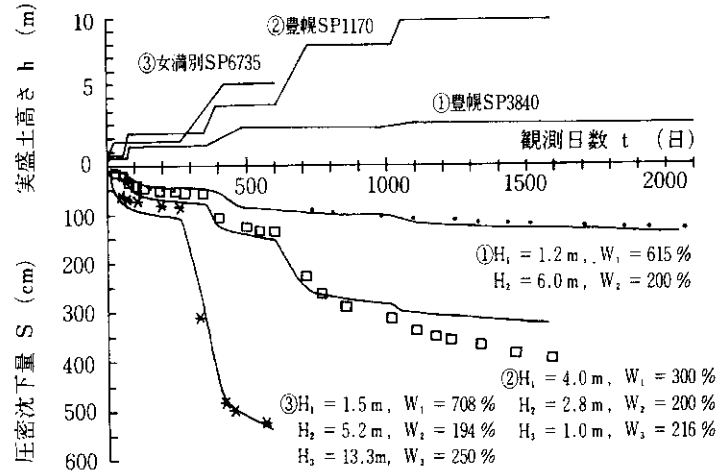 実盛土高さ h (m)
10
5
0
②豊幌SP1170
③女満別SP6735
①豊幌SP3840
観測日数 t (日)
500
1000
1500
2000
圧密沈下量 S (cm)
100
200
300
400
500
600
①H₁ = 1.2 m, W₁ = 615 %
H₂ = 6.0 m, W₂ = 200 %
②H₁ = 4.0 m, W₁ = 300 %
H₂ = 2.8 m, W₂ = 200 %
H₃ = 1.0 m, W₃ = 216 %
③H₁ = 1.5 m, W₁ = 708 %
H₂ = 5.2 m, W₂ = 194 %
H₃ = 13.3m, W₃ = 250 %